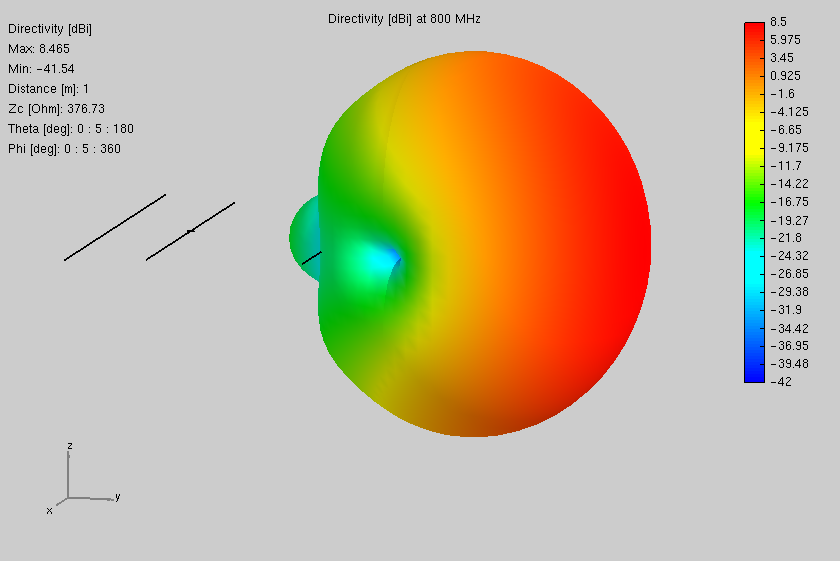 Directivity [dBi] at 800 MHz
Directivity [dBi]
Max: 8.465
Min: −41.54
Distance [m]: 1
Zc [Ohm]: 376.73
Theta [deg]: 0 : 5 : 180
Phi [deg]: 0 : 5 : 360
8.5
5.975
3.45
0.925
−1.6
−4.125
−6.65
−9.175
−11.7
−14.22
−16.75
−19.27
−21.8
−24.32
−26.85
−29.38
−31.9
−34.42
−36.95
−39.48
−42
z
y
x